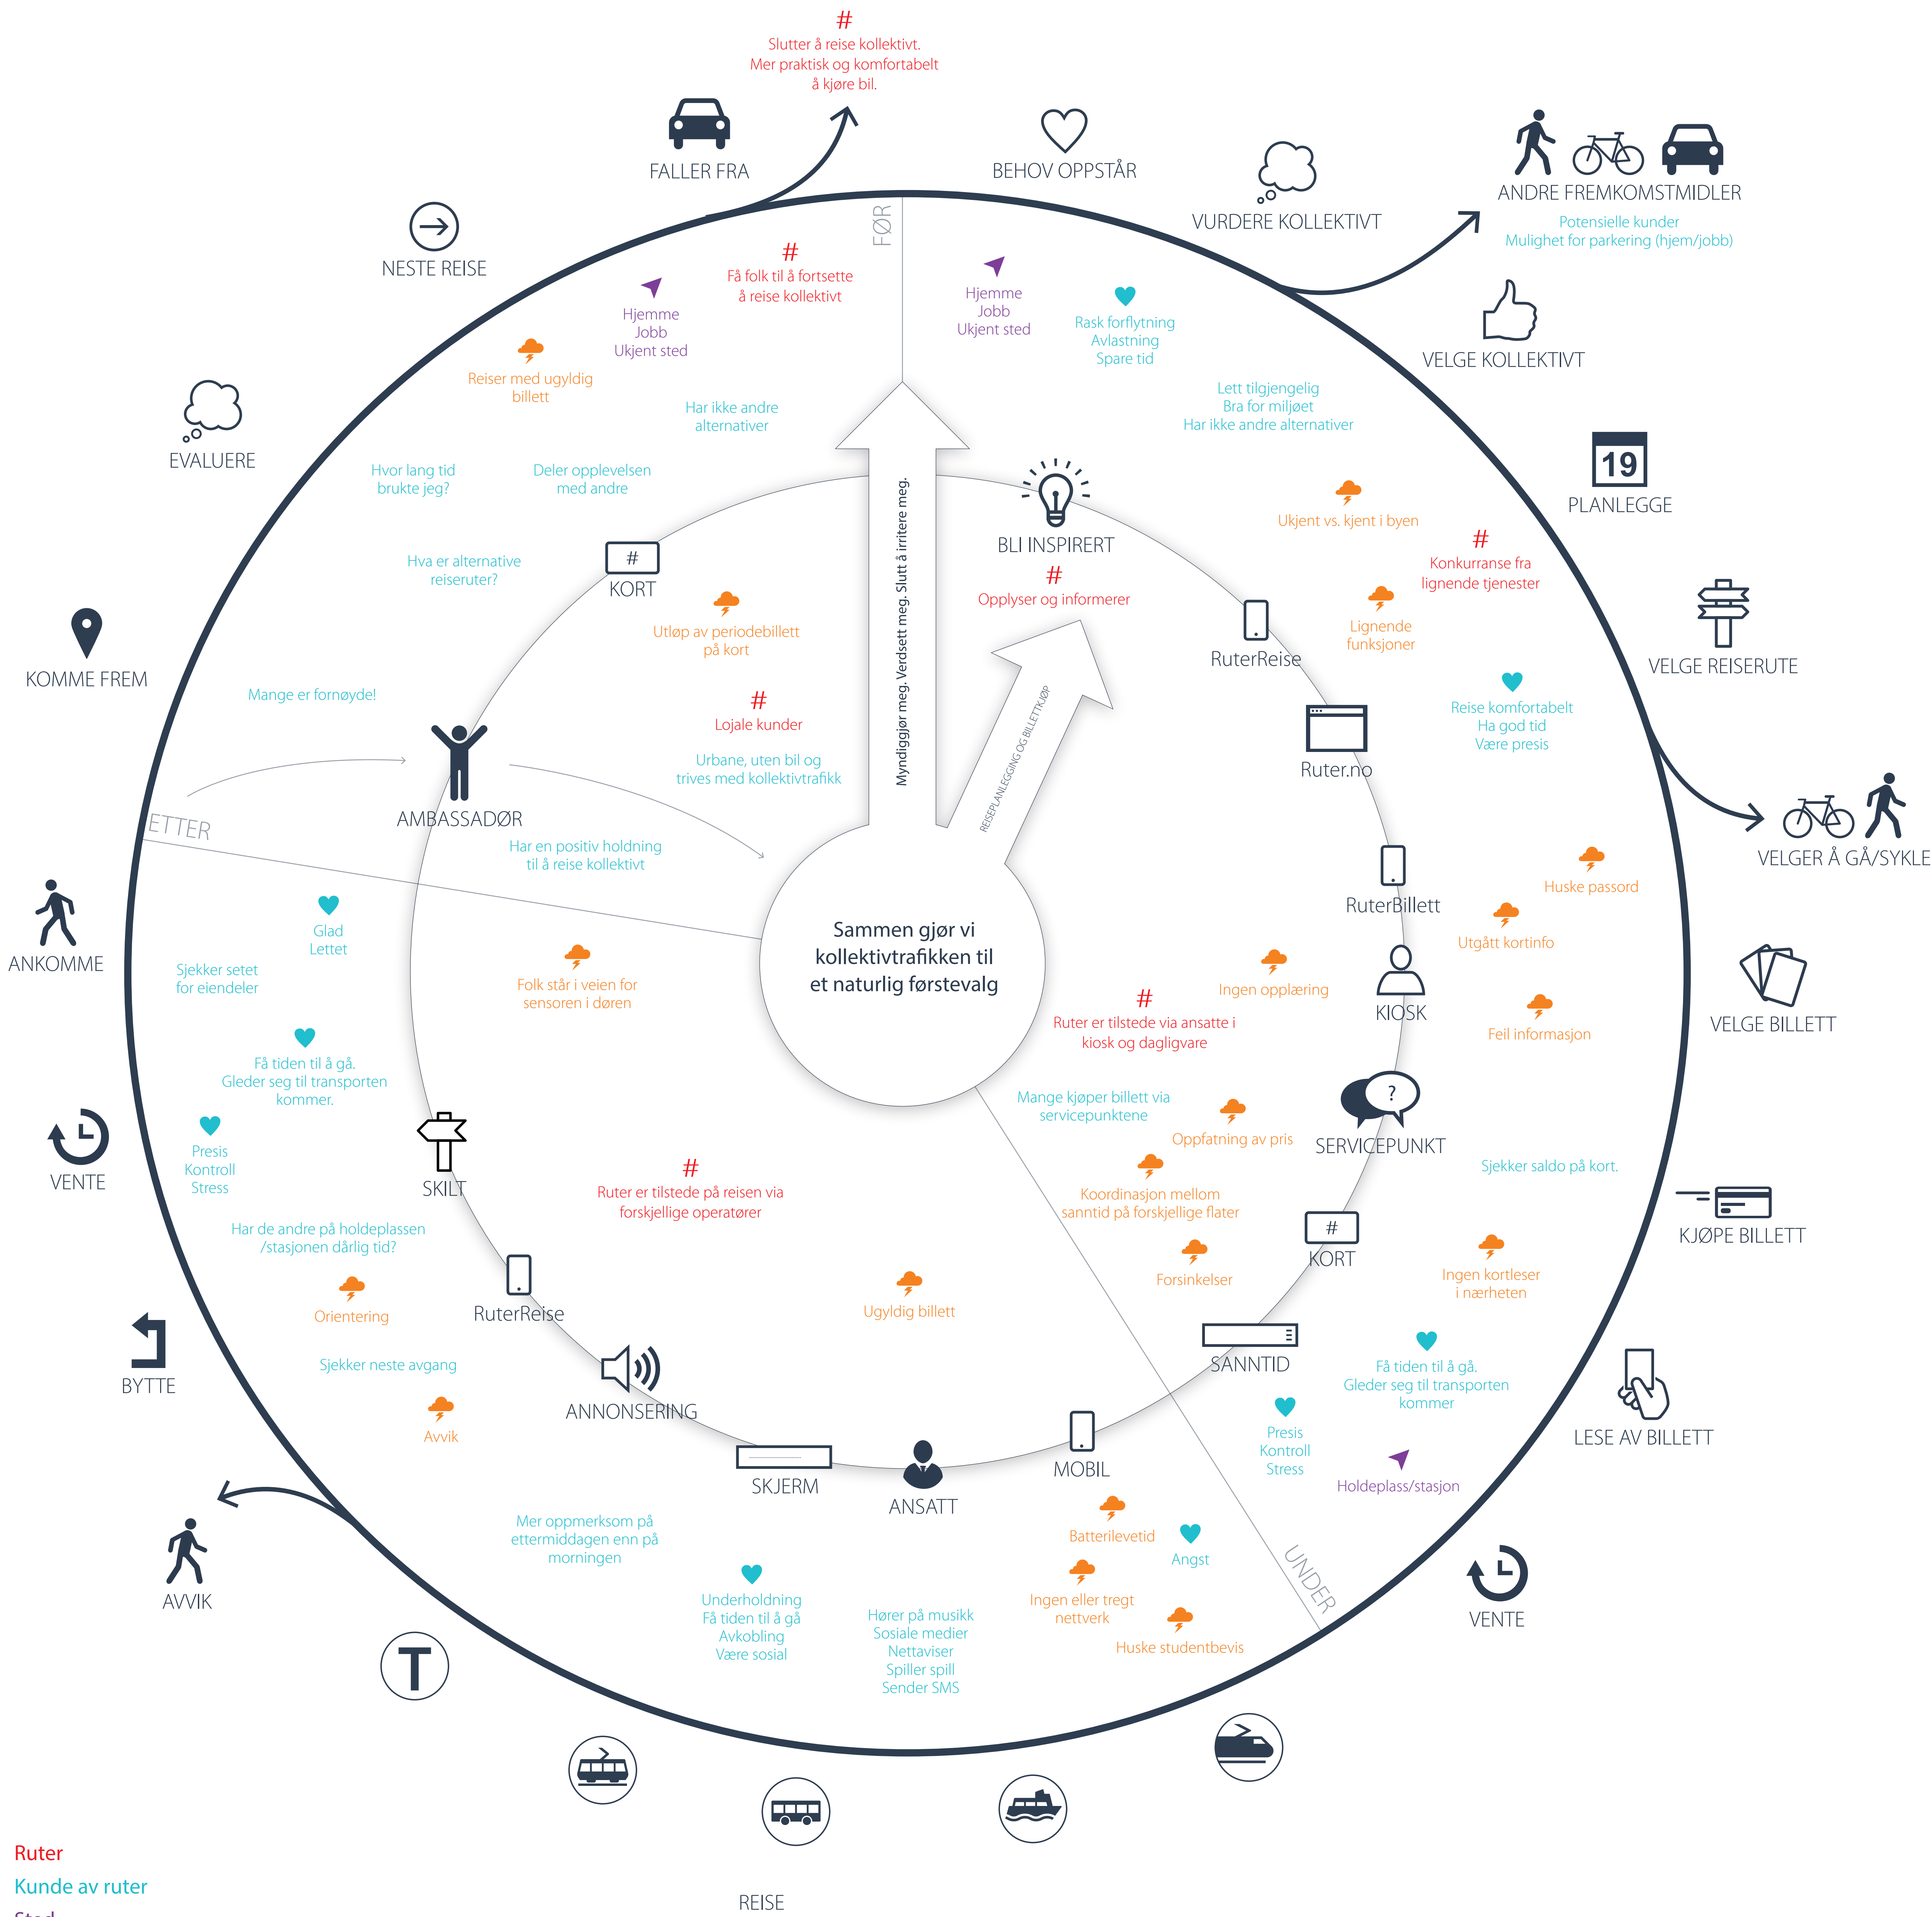 #
Slutter å reise kollektivt.
Mer praktisk og komfortabelt
å kjøre bil.
FALLER FRA
BEHOV OPPSTÅR
VURDERE KOLLEKTIVT
ANDRE FREMKOMSTMIDLER
Potensielle kunder
Mulighet for parkering (hjem/jobb)
VELGE KOLLEKTIVT
19
PLANLEGGE
VELGE REISERUTE
VELGER Å GÅ/SYKLE
VELGE BILLETT
KJØPE BILLETT
LESE AV BILLETT
VENTE
REISE
T
AVVIK
BYTTE
VENTE
ANKOMME
KOMME FREM
EVALUERE
NESTE REISE
FØR
Hjemme
Jobb
Ukjent sted
Rask forflytning
Avlastning
Spare tid
Lett tilgjengelig
Bra for miljøet
Har ikke andre alternativer
Ukjent vs. kjent i byen
#
Konkurranse fra
lignende tjenester
Lignende
funksjoner
Reise komfortabelt
Ha god tid
Være presis
Huske passord
Utgått kortinfo
Feil informasjon
Sjekker saldo på kort.
Ingen kortleser
i nærheten
Få tiden til å gå.
Gleder seg til transporten
kommer
Presis
Kontroll
Stress
Holdeplass/stasjon
UNDER
Batterilevetid
Angst
Ingen eller tregt
nettverk
Huske studentbevis
Hører på musikk
Sosiale medier
Nettaviser
Spiller spill
Sender SMS
Underholdning
Få tiden til å gå
Avkobling
Være sosial
Mer oppmerksom på
ettermiddagen enn på
morningen
Avvik
Sjekker neste avgang
Orientering
Har de andre på holdeplassen
/stasjonen dårlig tid?
Presis
Kontroll
Stress
Få tiden til å gå.
Gleder seg til transporten
kommer.
Sjekker setet
for eiendeler
Glad
Lettet
ETTER
Mange er fornøyde!
Hva er alternative
reiseruter?
Hvor lang tid
brukte jeg?
Deler opplevelsen
med andre
Har ikke andre
alternativer
Reiser med ugyldig
billett
Hjemme
Jobb
Ukjent sted
#
Få folk til å fortsette
å reise kollektivt
BLI INSPIRERT
#
Opplyser og informerer
RuterReise
Ruter.no
RuterBillett
KIOSK
Ingen opplæring
#
Ruter er tilstede via ansatte i
kiosk og dagligvare
?
SERVICEPUNKT
Mange kjøper billett via
servicepunktene
Oppfatning av pris
Koordinasjon mellom
sanntid på forskjellige flater
#
KORT
Forsinkelser
SANNTID
MOBIL
ANSATT
Ugyldig billett
SKJERM
ANNONSERING
RuterReise
SKILT
#
Ruter er tilstede på reisen via
forskjellige operatører
Folk står i veien for
sensoren i døren
AMBASSADØR
Har en positiv holdning
til å reise kollektivt
#
KORT
Utløp av periodebillett
på kort
#
Lojale kunder
Urbane, uten bil og
trives med kollektivtrafikk
Myndiggjør meg. Verdsett meg. Slutt å irritere meg.
REISEPLANLEGGING OG BILLETTKJØP
Sammen gjør vi
kollektivtrafikken til
et naturlig førstevalg
Ruter
Kunde av ruter